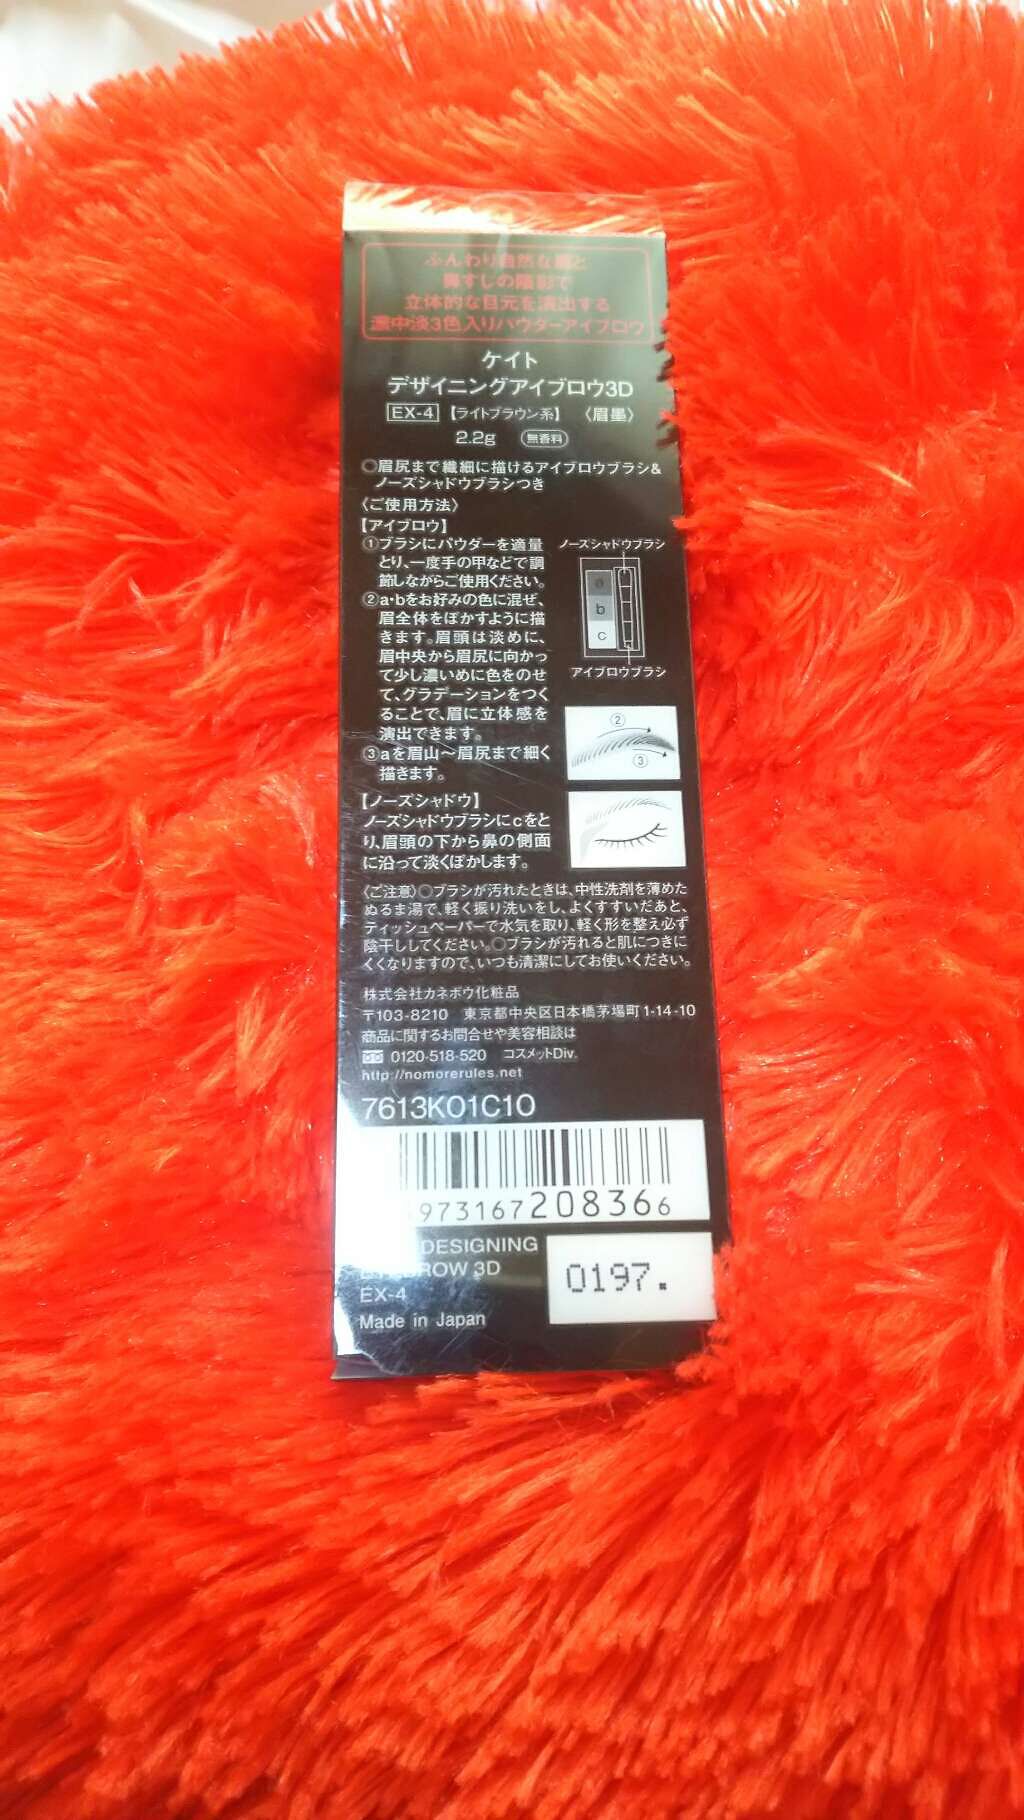 ふんわり自然な眉と
鼻すじの陰影で
立体的な目元を演出する
濃中淡3色入りパウダーアイブロウ
ケイト
デザイニングアイブロウ3D
EX-4 【ライトブラウン系】 〈眉墨〉
2.2g 無香料
○眉尻まで繊細に描けるアイブロウブラシ&
ノーズシャドウブラシつき
〈ご使用方法〉
【アイブロウ】
①ブラシにパウダーを適量
とり、一度手の甲などで調
節しながらご使用ください。
②a・bをお好みの色に混ぜ、
眉全体をぼかすように描
きます。眉頭は淡めに、
眉中央から眉尻に向かっ
て少し濃いめに色をのせ
て、グラデーションをつく
ることで、眉に立体感を
演出できます。
③aを眉山〜眉尻まで細く
描きます。
ノーズシャドウブラシ
a
b
c
アイブロウブラシ
②
③
【ノーズシャドウ】
ノーズシャドウブラシにcをと
り、眉頭の下から鼻の側面
に沿って淡くぼかします。
〈ご注意〉○ブラシが汚れたときは、中性洗剤を薄めた
ぬるま湯で、軽く振り洗いをし、よくすすいだあと、
ティッシュペーパーで水気を取り、軽く形を整え必ず
陰干ししてください。○ブラシが汚れると肌につきに
くくなりますので、いつも清潔にしてお使いください。
株式会社カネボウ化粧品
〒103-8210 東京都中央区日本橋茅場町1-14-10
商品に関するお問合せや美容相談は
0120-518-520 コスメットDiv.
http://nomorerules.net
7613K01C10
973167208366
DESIGNING
3D
EX-4
Made in Japan
0197.